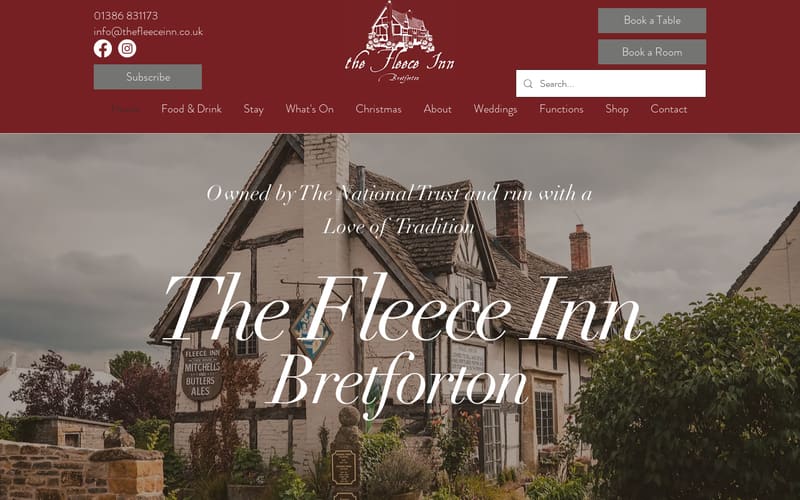 01386 831173
info@thefleeceinn.co.uk
Subscribe
the Fleece Inn
Bretforton
Book a Table
Book a Room
Search...
Home Food & Drink Stay What's On Christmas About Weddings Functions Shop Contact
Owned by The National Trust and run with a
Love of Tradition
The Fleece Inn
Bretforton
FLEECE INN
MITCHELLS
AND
BUTLERS
ALES